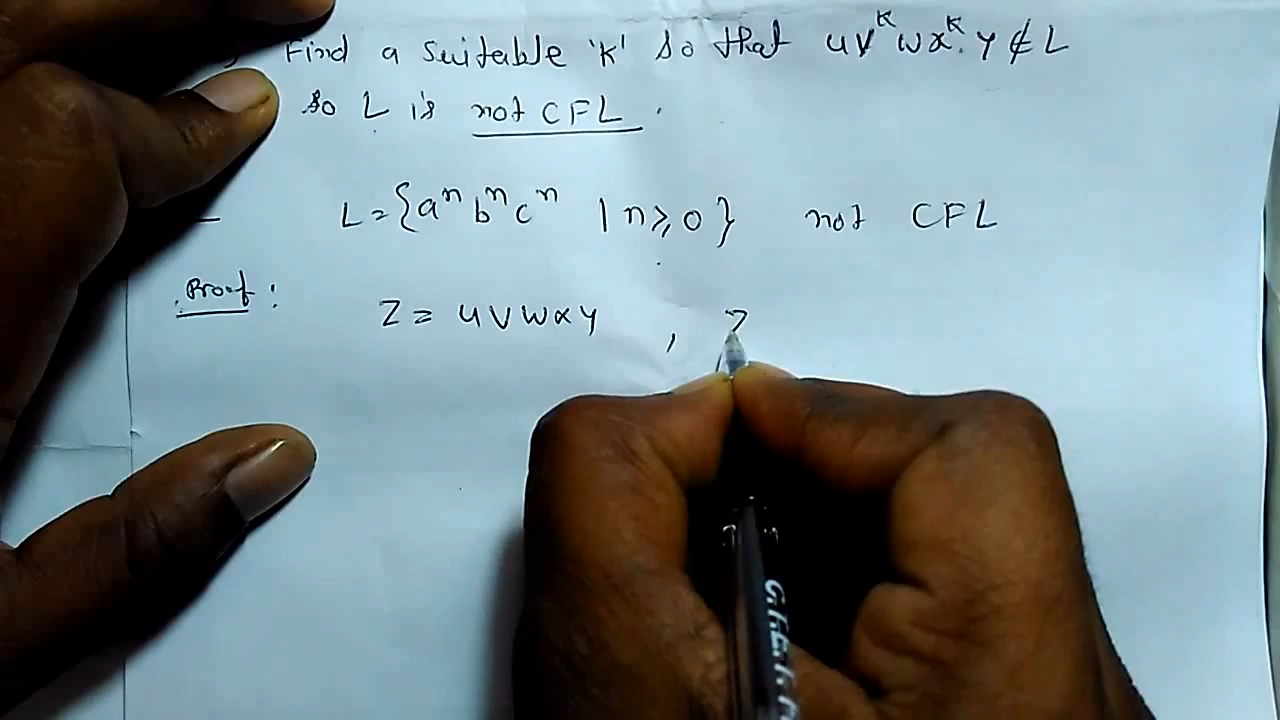 Find a suitable 'K' so that uv^k wx^k.y ∉ L
so L is not CFL.
L = {a^n b^n c^n | n ≥ 0} not CFL
Proof: Z = uvwxy , Z